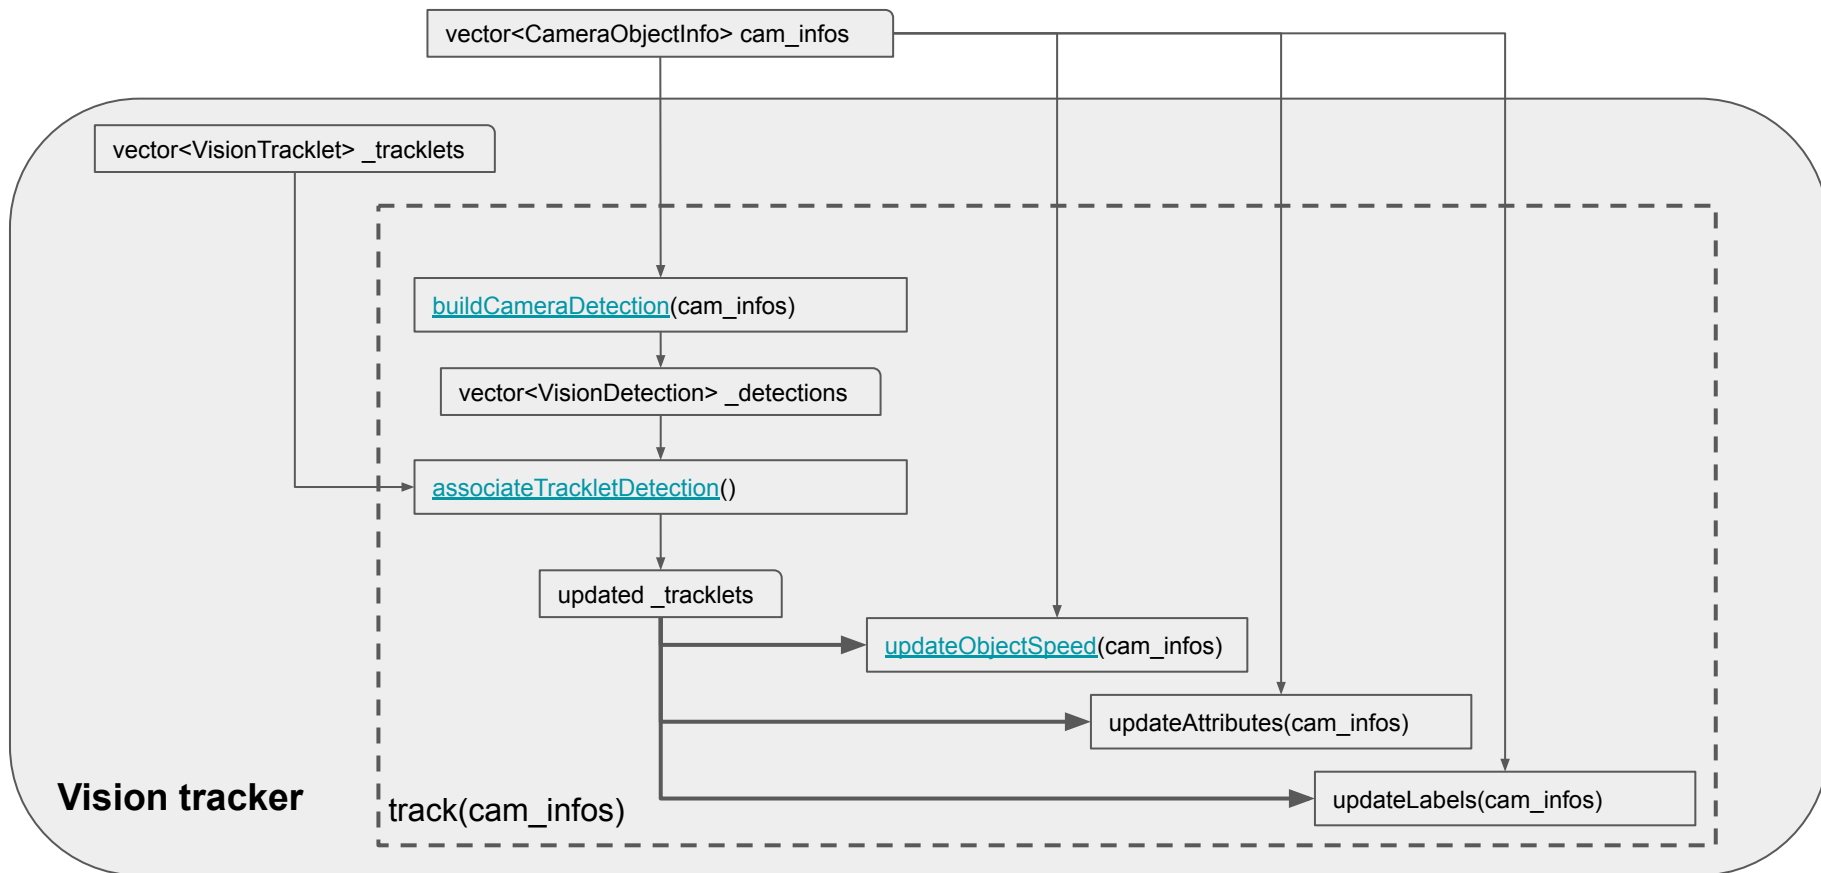 vector<CameraObjectInfo> cam_infos
vector<VisionTracklet> _tracklets
buildCameraDetection(cam_infos)
vector<VisionDetection> _detections
associateTrackletDetection()
updated _tracklets
updateObjectSpeed(cam_infos)
updateAttributes(cam_infos)
updateLabels(cam_infos)
Vision tracker
track(cam_infos)